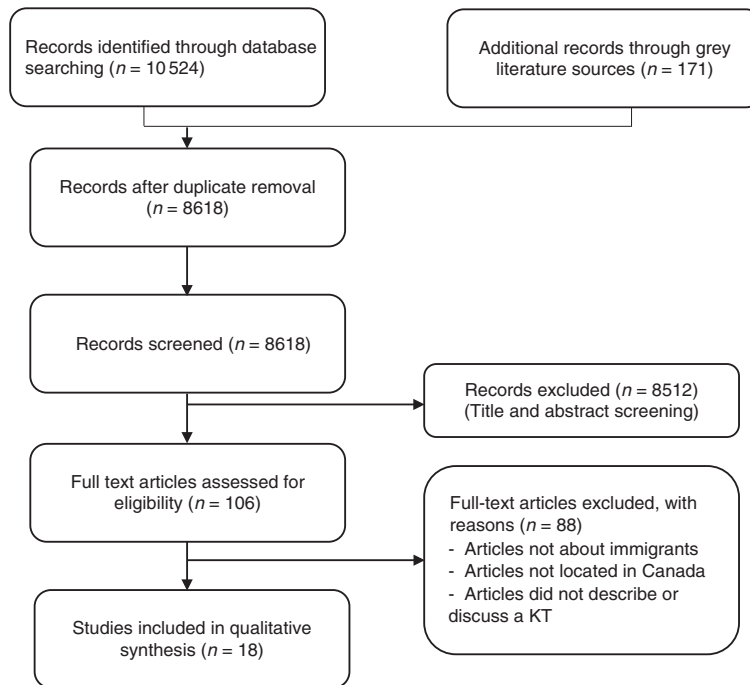 Records identified through database
searching (n = 10 524)
Additional records through grey
literature sources (n = 171)
Records after duplicate removal
(n = 8618)
Records screened (n = 8618)
Records excluded (n = 8512)
(Title and abstract screening)
Full text articles assessed for
eligibility (n = 106)
Full-text articles excluded, with
reasons (n = 88)
- Articles not about immigrants
- Articles not located in Canada
- Articles did not describe or
discuss a KT
Studies included in qualitative
synthesis (n = 18)